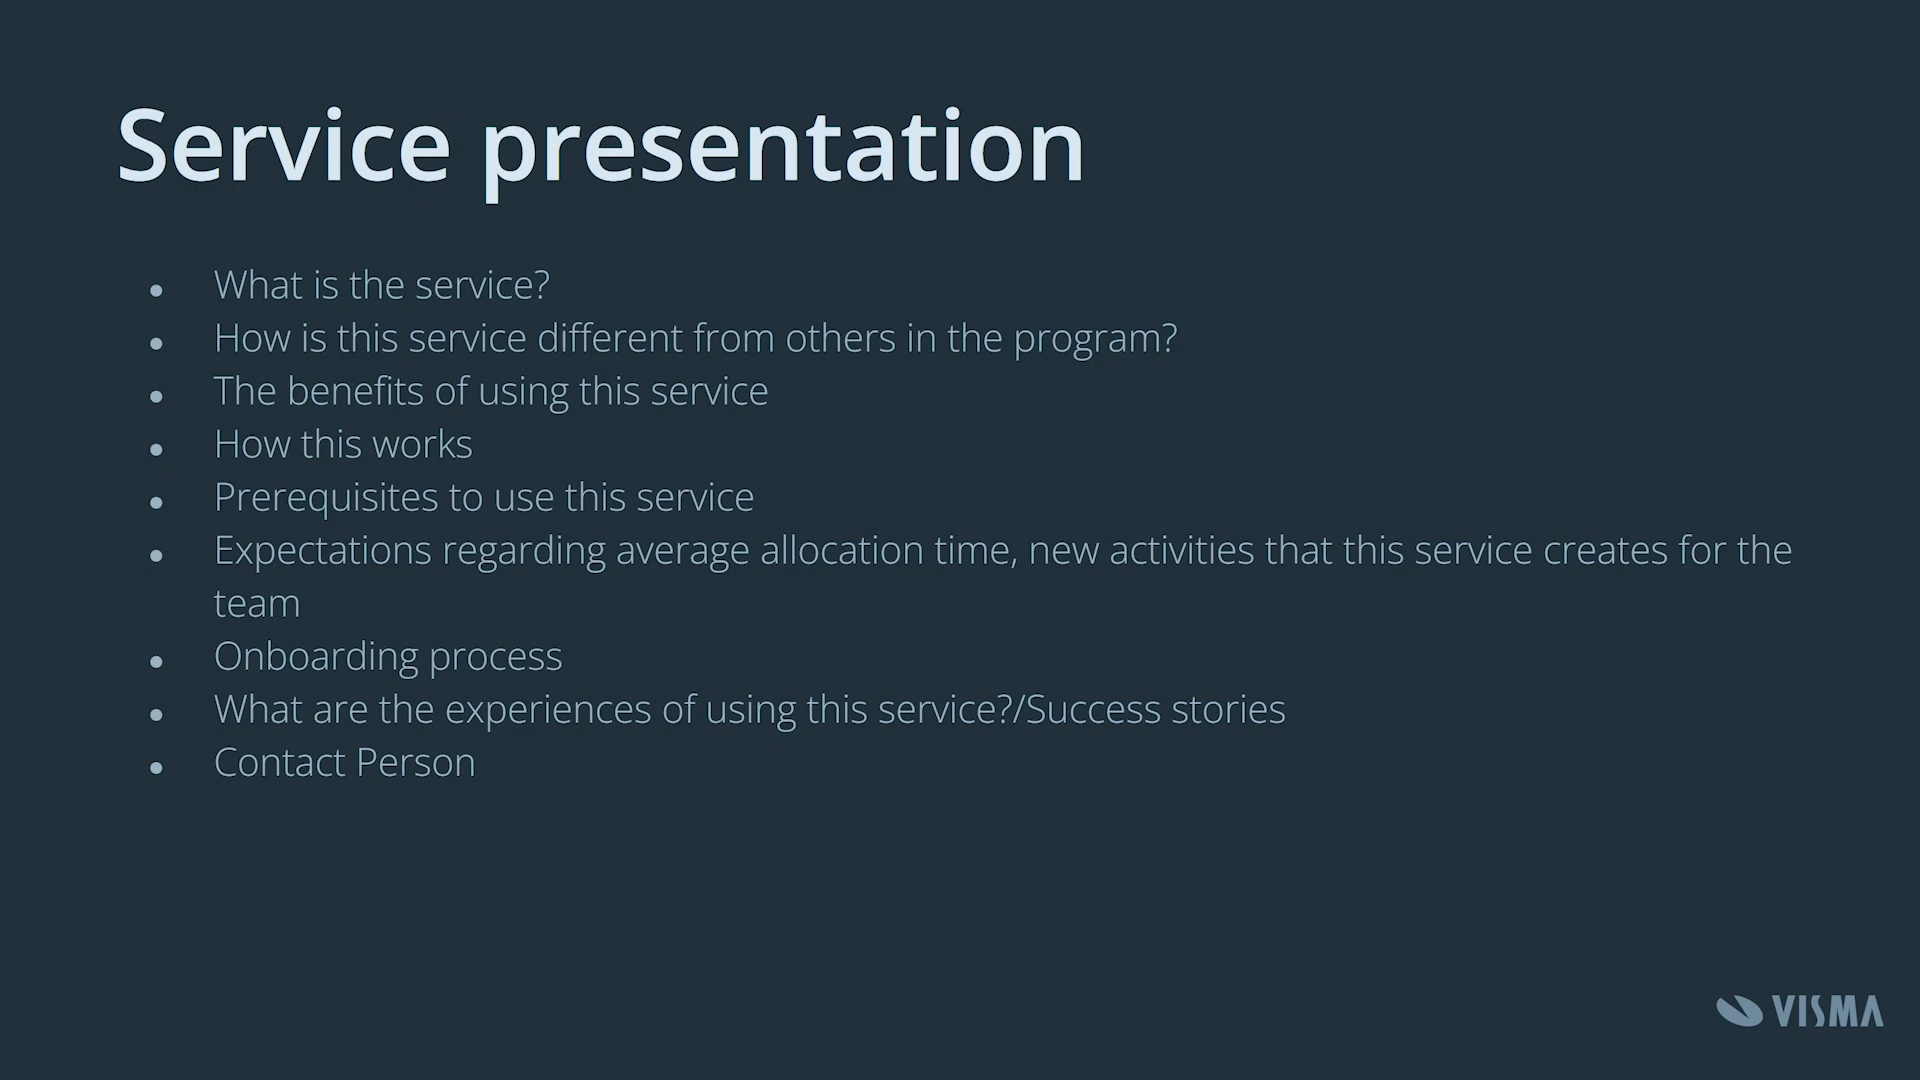 Service presentation
• What is the service?
• How is this service different from others in the program?
• The benefits of using this service
• How this works
• Prerequisites to use this service
• Expectations regarding average allocation time, new activities that this service creates for the
team
• Onboarding process
• What are the experiences of using this service?/Success stories
• Contact Person
VISMA